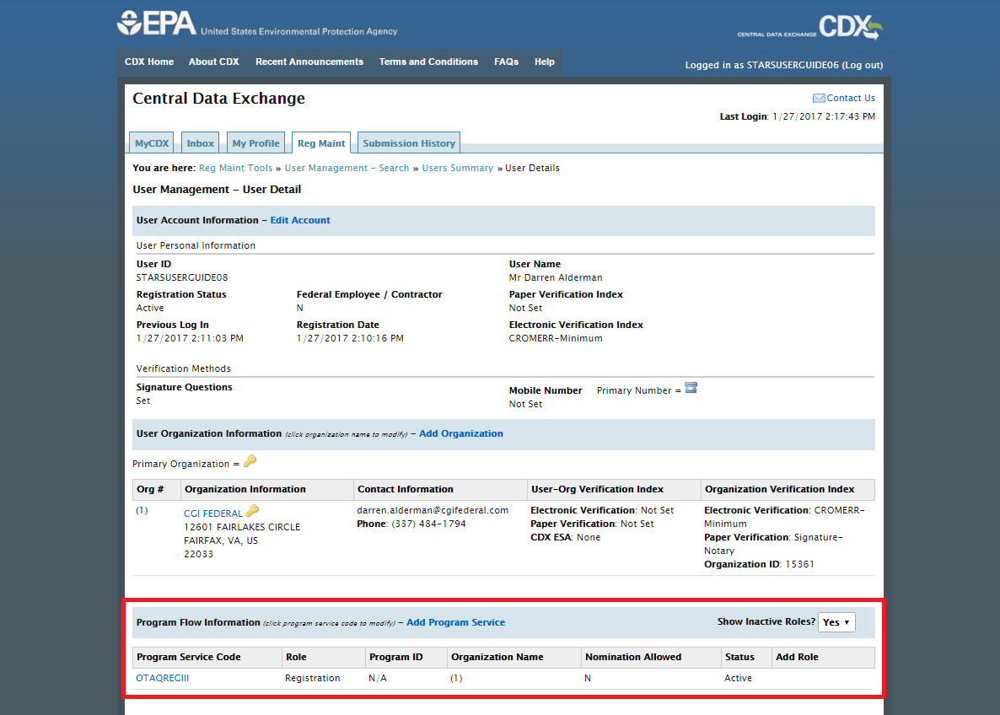 EPA United States Environmental Protection Agency
CENTRAL DATA EXCHANGE CDX
CDX Home About CDX Recent Announcements Terms and Conditions FAQs Help
Logged in as STARSUSERGUIDE06 (Log out)
Central Data Exchange
Contact Us
Last Login: 1/27/2017 2:17:43 PM
MyCDX Inbox My Profile Reg Maint Submission History
You are here: Reg Maint Tools » User Management - Search » Users Summary » User Details
User Management - User Detail
User Account Information - Edit Account
User Personal Information
User ID User Name
STARSUSERGUIDE08 Mr Darren Alderman
Registration Status Federal Employee / Contractor Paper Verification Index
Active N Not Set
Previous Log In Registration Date Electronic Verification Index
1/27/2017 2:11:03 PM 1/27/2017 2:10:16 PM CROMERR-Minimum
Verification Methods
Signature Questions Mobile Number Primary Number =
Set Not Set
User Organization Information (click organization name to modify) - Add Organization
Primary Organization =
Org # Organization Information Contact Information User-Org Verification Index Organization Verification Index
(1) CGI FEDERAL darren.alderman@cgifederal.com Electronic Verification: Not Set Electronic Verification: CROMERR-
12601 FAIRLAKES CIRCLE Phone: (337) 484-1794 Paper Verification: Not Set Minimum
FAIRFAX, VA, US CDX ESA: None Paper Verification: Signature-
22033 Notary
Organization ID: 15361
Program Flow Information (click program service code to modify) - Add Program Service Show Inactive Roles? Yes
Program Service Code Role Program ID Organization Name Nomination Allowed Status Add Role
OTAQREGIII Registration N/A (1) N Active